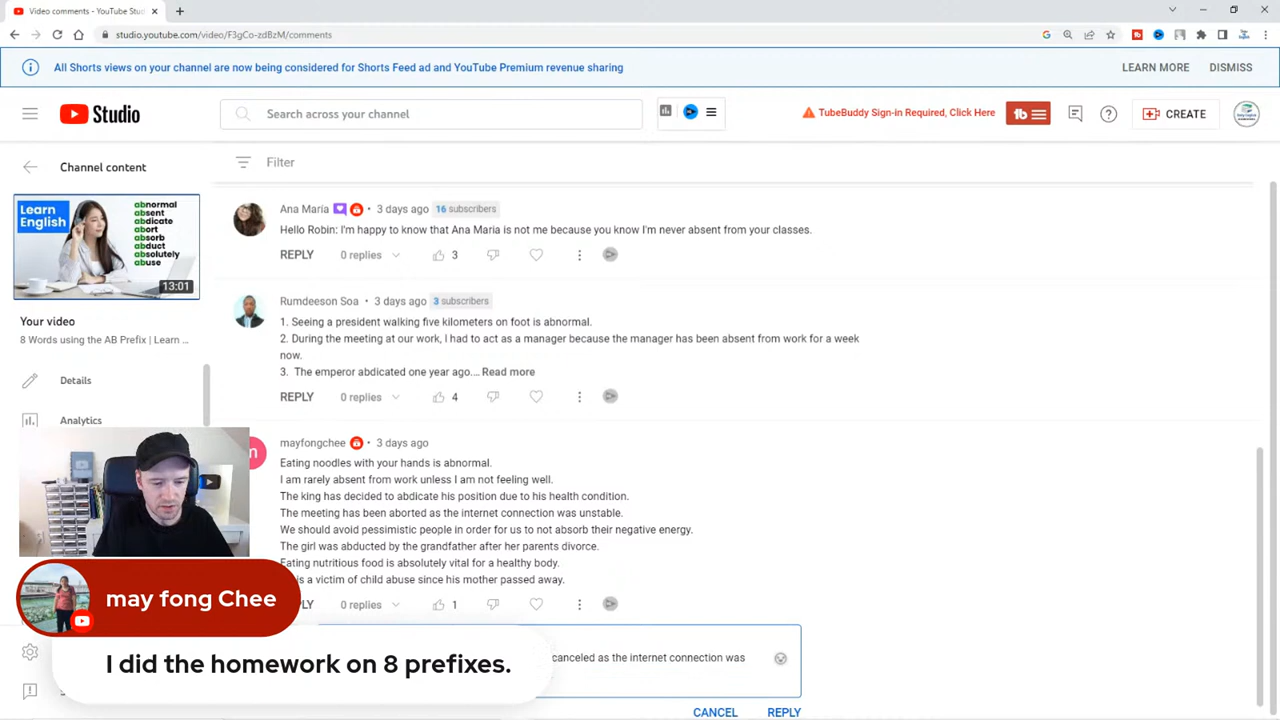 Video comments - YouTube Stud
studio.youtube.com/video/F3gCo-zdBzM/comments
All Shorts views on your channel are now being considered for Shorts Feed ad and YouTube Premium revenue sharing
LEARN MORE
DISMISS
Studio
Search across your channel
TubeBuddy Sign-in Required, Click Here
tb
CREATE
Channel content
Filter
Learn English
abnormal
absent
abdicate
abort
absorb
abduct
absolutely
abuse
13:01
Your video
8 Words using the AB Prefix | Learn ...
Details
Analytics
Ana María • 3 days ago 16 subscribers
Hello Robin: I'm happy to know that Ana Maria is not me because you know I'm never absent from your classes.
REPLY 0 replies 3
Rumdeeson Soa • 3 days ago 3 subscribers
1. Seeing a president walking five kilometers on foot is abnormal.
2. During the meeting at our work, I had to act as a manager because the manager has been absent from work for a week
now.
3. The emperor abdicated one year ago.... Read more
REPLY 0 replies 4
mayfongchee • 3 days ago
Eating noodles with your hands is abnormal.
I am rarely absent from work unless I am not feeling well.
The king has decided to abdicate his position due to his health condition.
The meeting has been aborted as the internet connection was unstable.
We should avoid pessimistic people in order for us to not absorb their negative energy.
The girl was abducted by the grandfather after her parents divorce.
Eating nutritious food is absolutely vital for a healthy body.
is a victim of child abuse since his mother passed away.
0 replies 1
canceled as the internet connection was
CANCEL REPLY
may fong Chee
I did the homework on 8 prefixes.